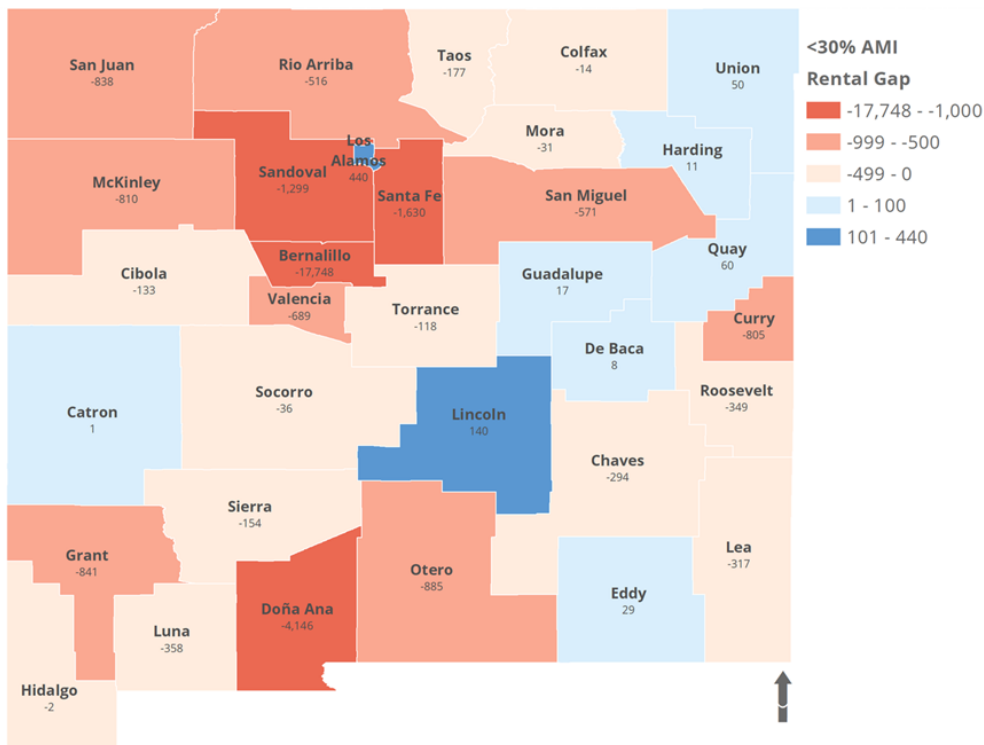 San Juan
-838
Rio Arriba
-516
Taos
-177
Colfax
-14
Union
50
Mora
-31
Harding
11
Los
Alamos
440
Sandoval
-1,299
Santa Fe
-1,630
McKinley
-810
San Miguel
-571
Quay
60
Bernalillo
-17,748
Cibola
-133
Valencia
-689
Torrance
-118
Guadalupe
17
Curry
-805
De Baca
8
Roosevelt
-349
Catron
1
Socorro
-36
Lincoln
140
Chaves
-294
Sierra
-154
Lea
-317
Grant
-841
Otero
-885
Eddy
29
Doña Ana
-4,146
Luna
-358
Hidalgo
-2
<30% AMI
Rental Gap
-17,748 - -1,000
-999 - -500
-499 - 0
1 - 100
101 - 440